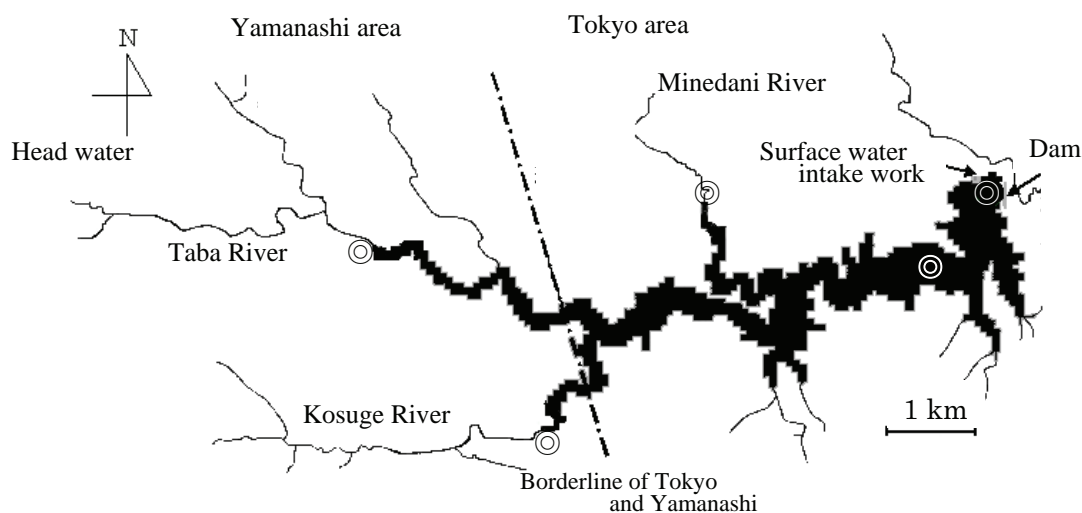 Yamanashi area
Tokyo area
N
Minedani River
Head water
Surface water
intake work
Dam
Taba River
Kosuge River
1 km
Borderline of Tokyo
and Yamanashi